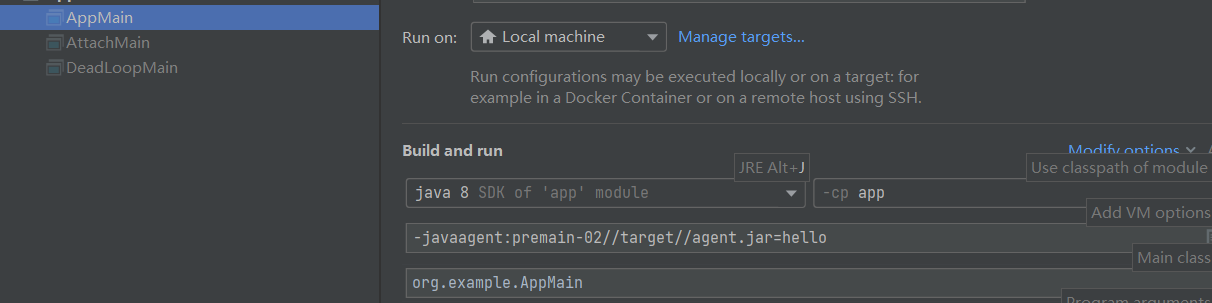 AppMain
AttachMain
DeadLoopMain
Run on:
Local machine
Manage targets...
Run configurations may be executed locally or on a target: for
example in a Docker Container or on a remote host using SSH.
Build and run
Modify options
JRE Alt+J
Use classpath of module
java 8 SDK of 'app' module
-cp app
Add VM options
-javaagent:premain-02//target//agent.jar=hello
Main class
org.example.AppMain
Program arguments